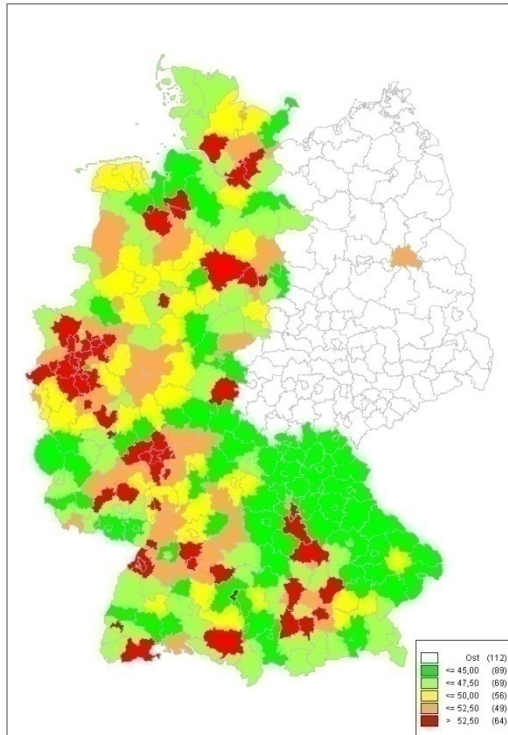 Ost (112)
<= 45,00 (89)
<= 47,50 (69)
<= 50,00 (56)
<= 52,50 (49)
> 52,50 (64)